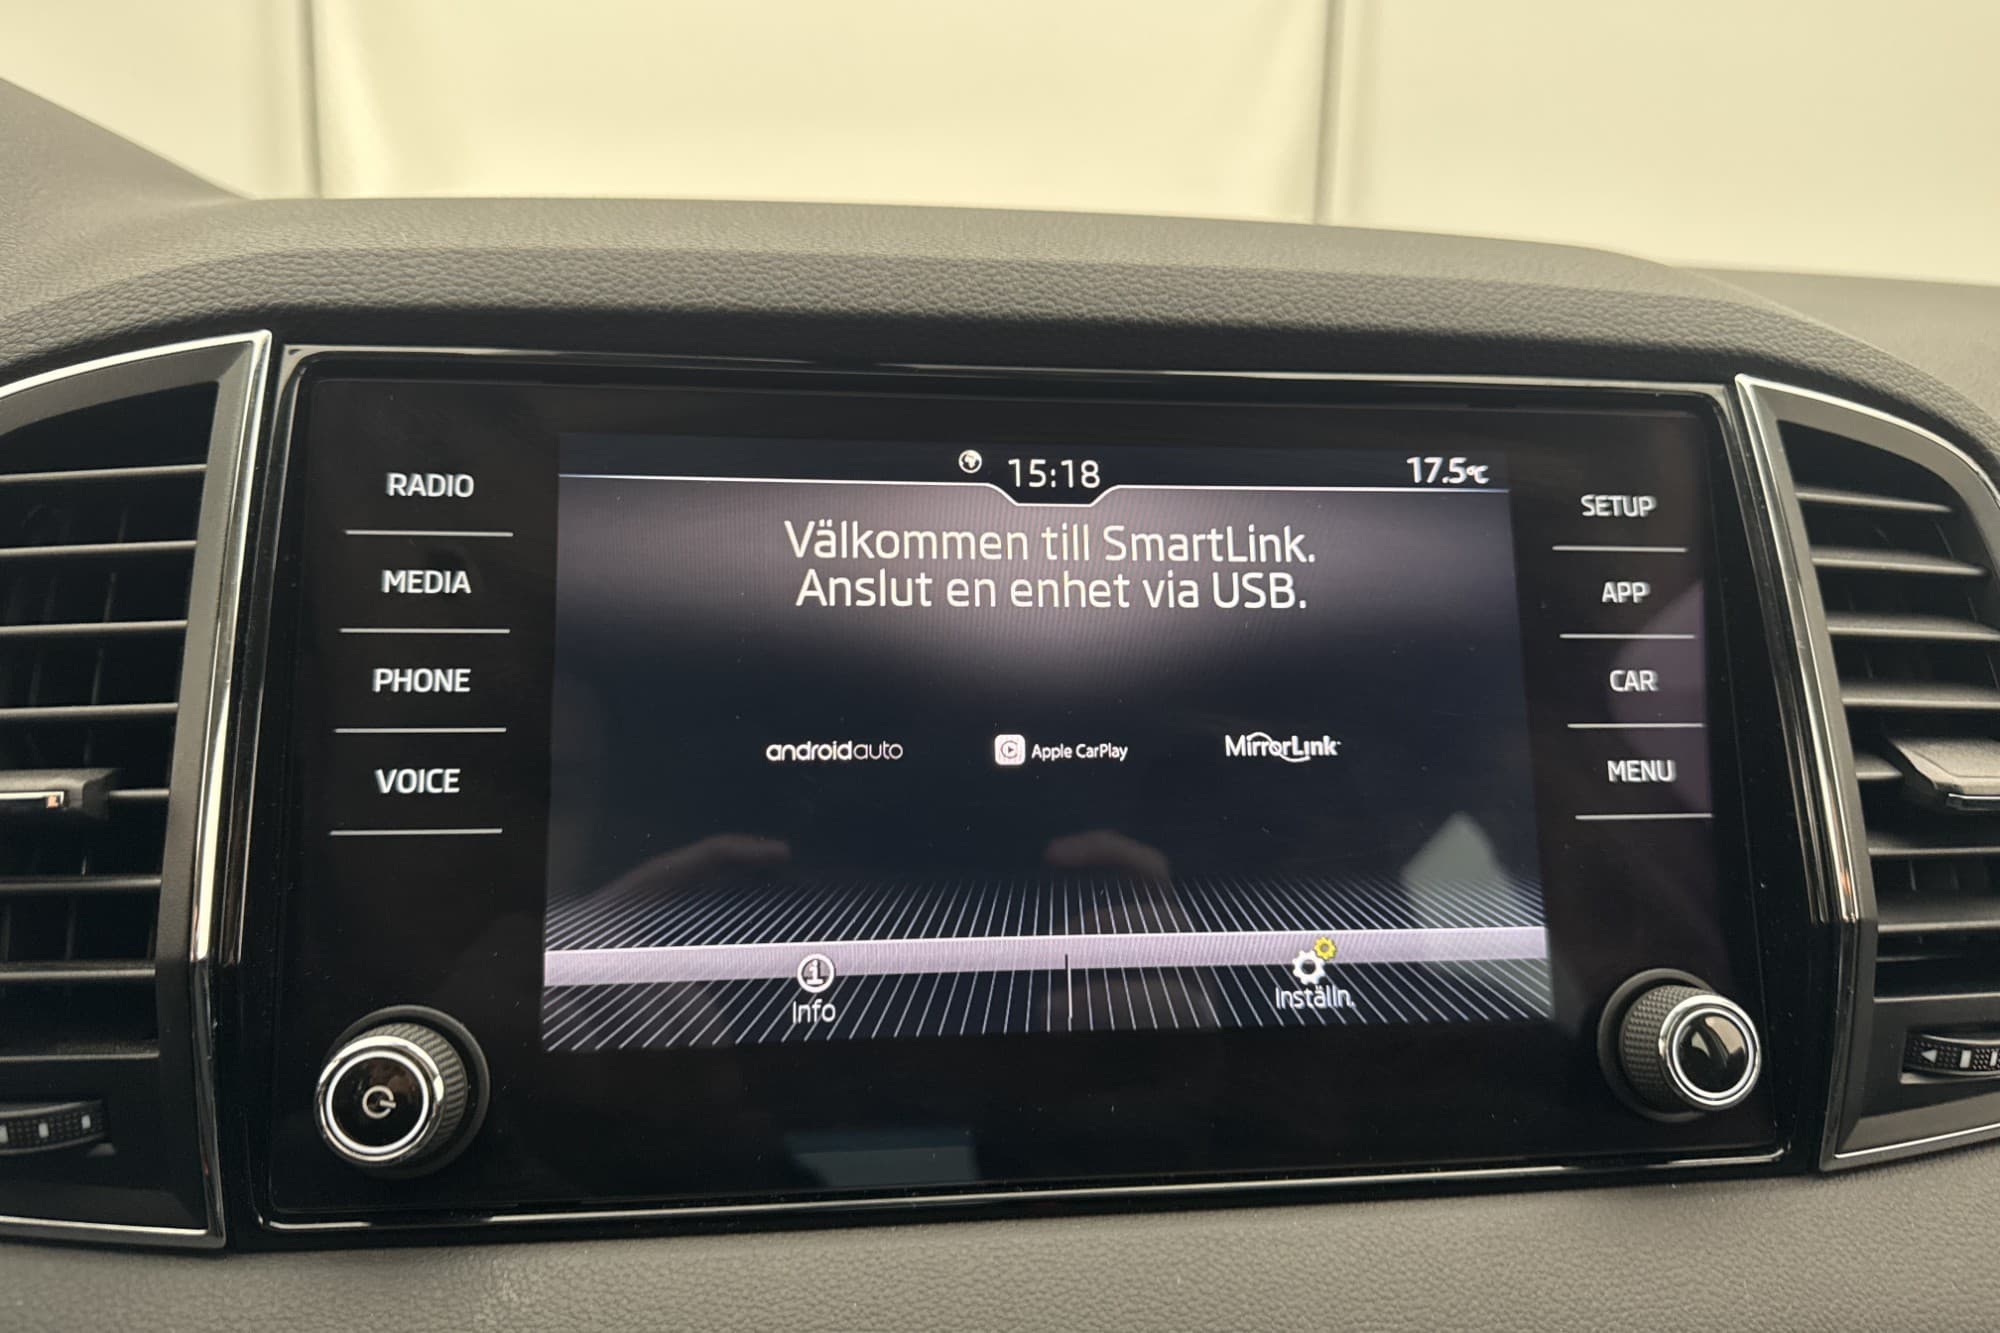 15:18
17.5°C
RADIO
MEDIA
PHONE
VOICE
Välkommen till SmartLink.
Anslut en enhet via USB.
androidauto
Apple CarPlay
MirrorLink
Info
Inställn.
SETUP
APP
CAR
MENU